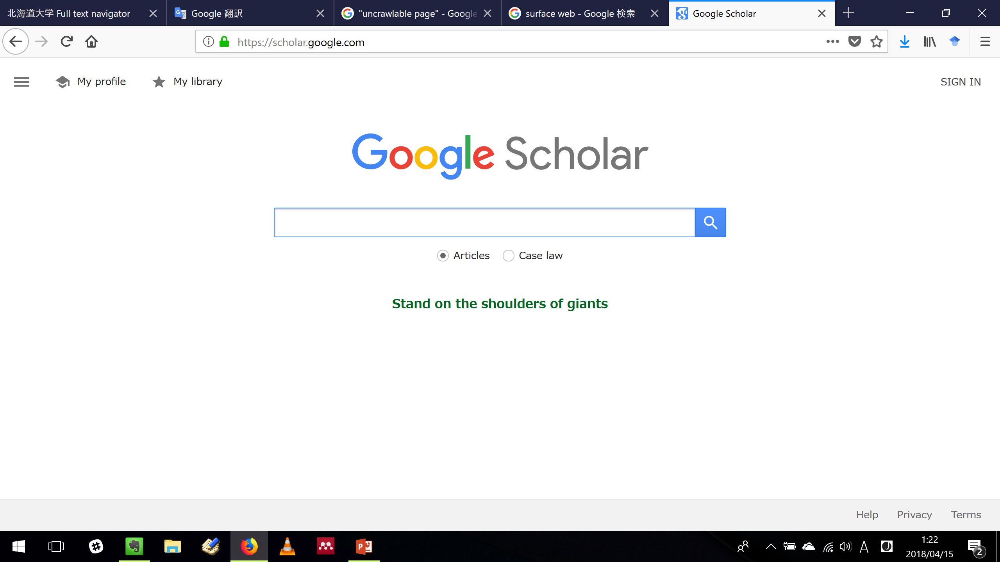 北海道大学 Full text navigator
Google 翻訳
"uncrawlable page" - Google
surface web - Google 検索
Google Scholar
https://scholar.google.com
My profile
My library
SIGN IN
Google Scholar
Articles
Case law
Stand on the shoulders of giants
Help
Privacy
Terms
A
J
1:22
2018/04/15
2